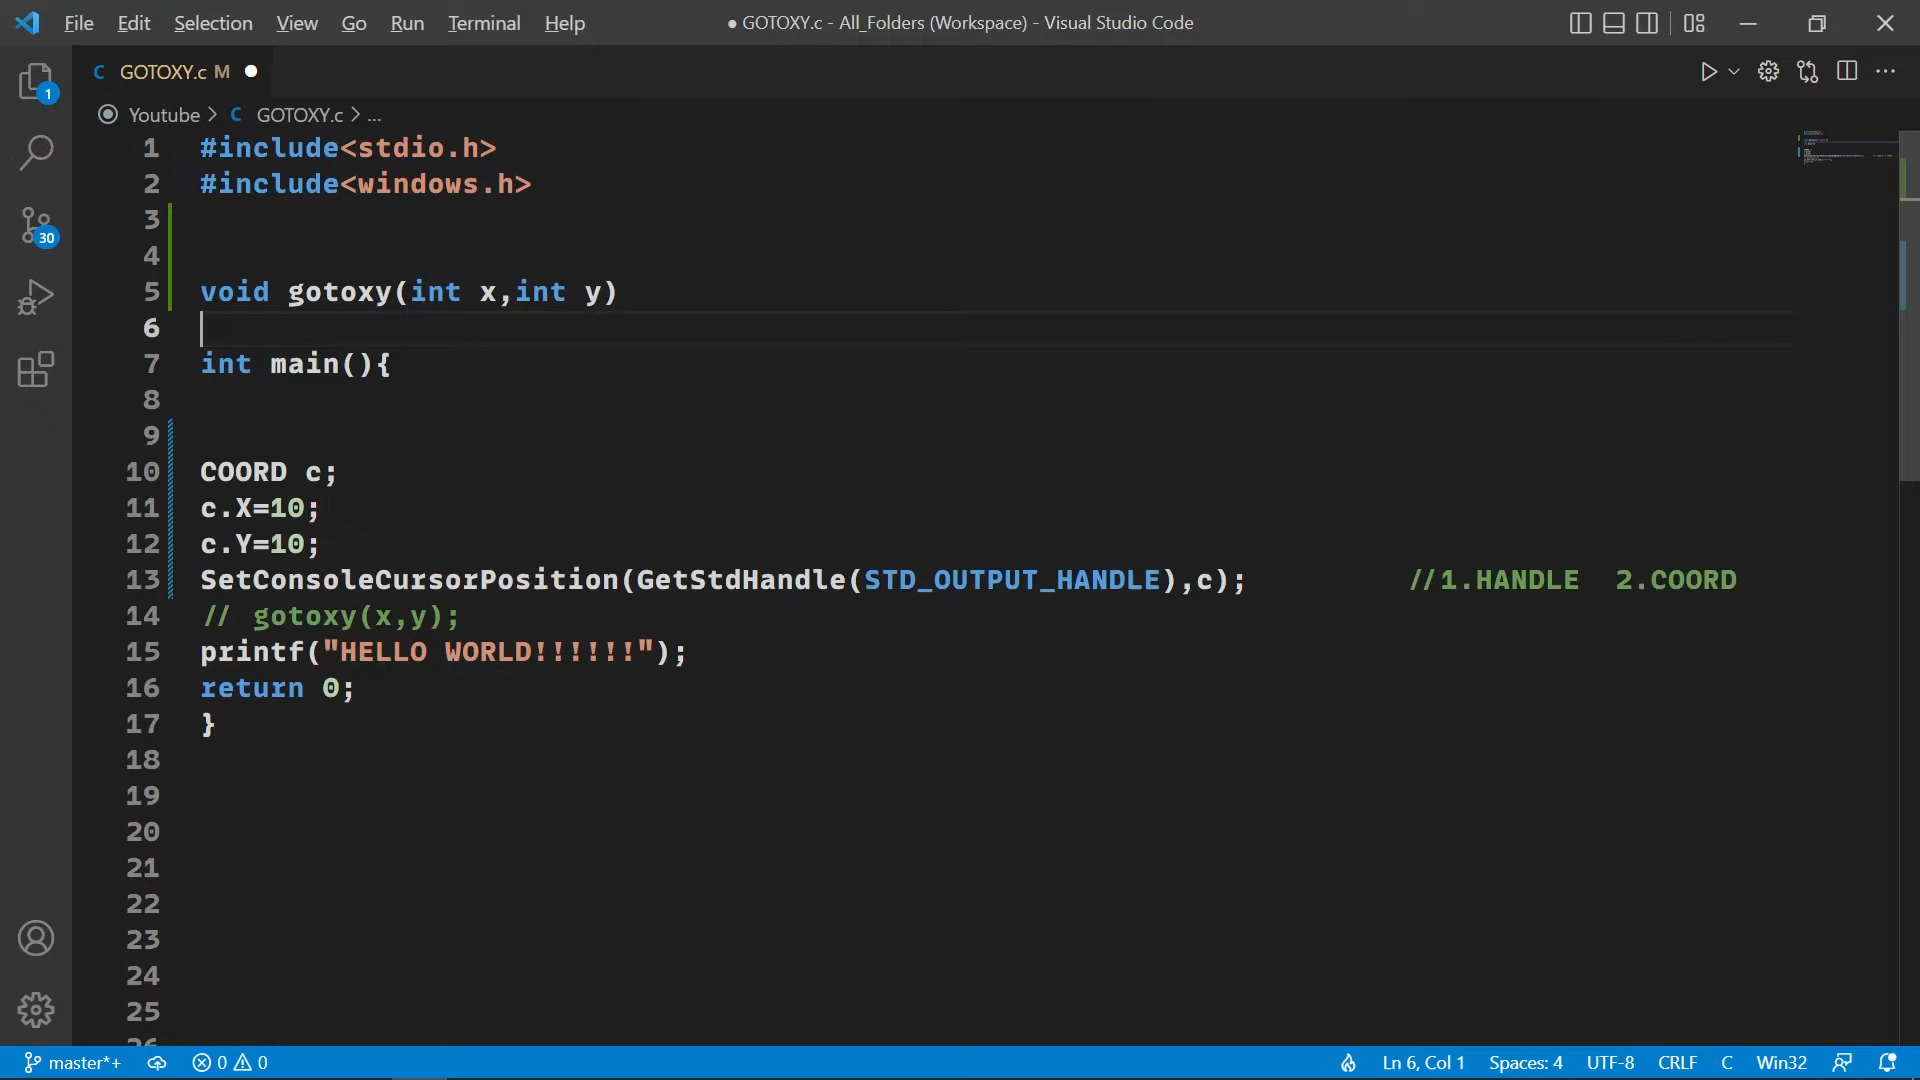 File Edit Selection View Go Run Terminal Help ● GOTOXY.c - All_Folders (Workspace) - Visual Studio Code
C GOTOXY.c M
Youtube > C GOTOXY.c > ...
1 #include<stdio.h>
2 #include<windows.h>
3
4
5 void gotoxy(int x,int y)
6
7 int main(){
8
9
10 COORD c;
11 c.X=10;
12 c.Y=10;
13 SetConsoleCursorPosition(GetStdHandle(STD_OUTPUT_HANDLE),c); //1.HANDLE 2.COORD
14 // gotoxy(x,y);
15 printf("HELLO WORLD!!!!!!");
16 return 0;
17 }
18
19
20
21
22
23
24
25
26
1
30
master*+ 0 0 Ln 6, Col 1 Spaces: 4 UTF-8 CRLF C Win32